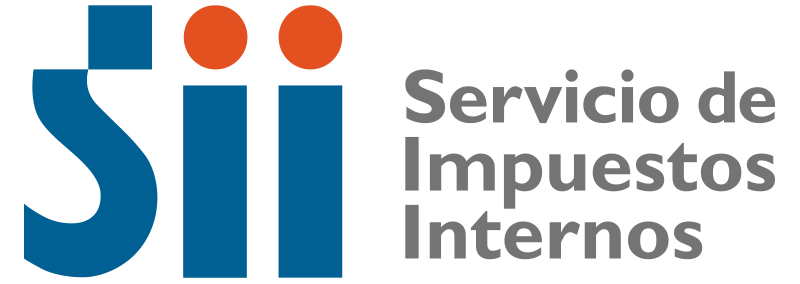 Sii
Servicio de
Impuestos
Internos